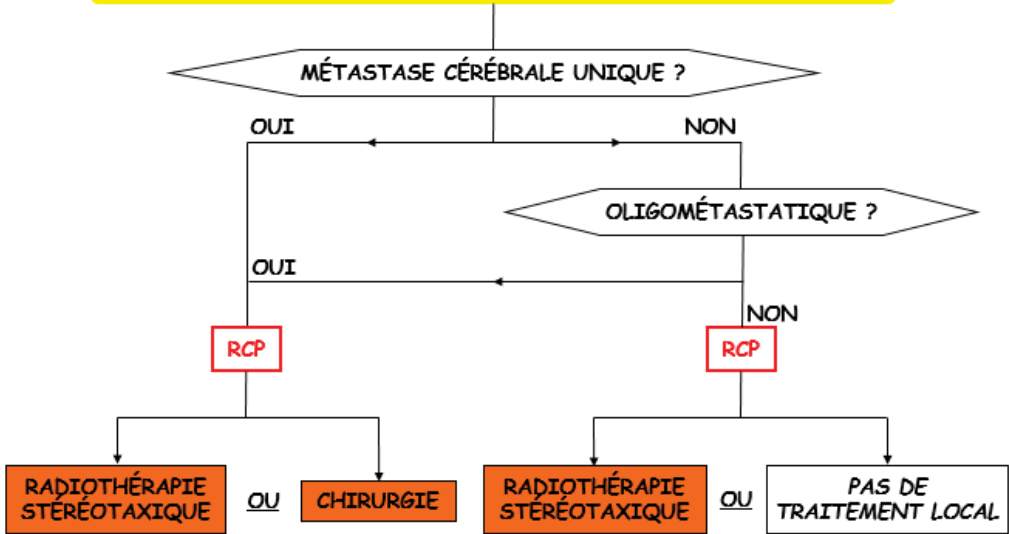 MÉTASTASE CÉRÉBRALE UNIQUE ?
OUI
NON
OLIGOMÉTASTATIQUE ?
OUI
NON
RCP
RCP
RADIOTHÉRAPIE
STÉRÉOTAXIQUE
OU
CHIRURGIE
RADIOTHÉRAPIE
STÉRÉOTAXIQUE
OU
PAS DE
TRAITEMENT LOCAL